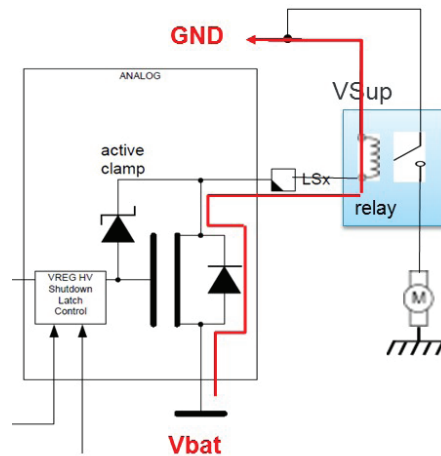 GND
ANALOG
VSup
active
clamp
LSx
relay
VREG HV
Shutdown
Latch
Control
M
Vbat